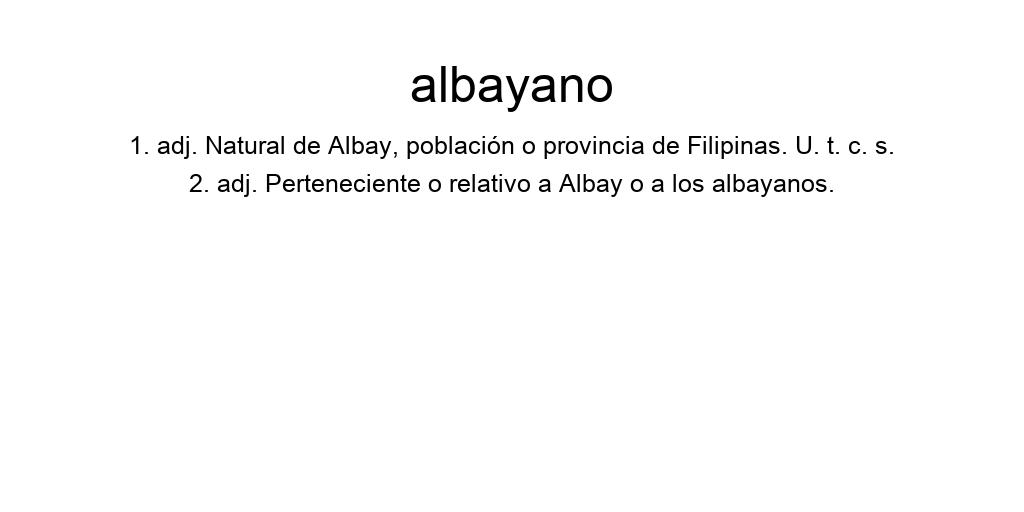 albayano
1. adj. Natural de Albay, población o provincia de Filipinas. U. t. c. s.
2. adj. Perteneciente o relativo a Albay o a los albayanos.